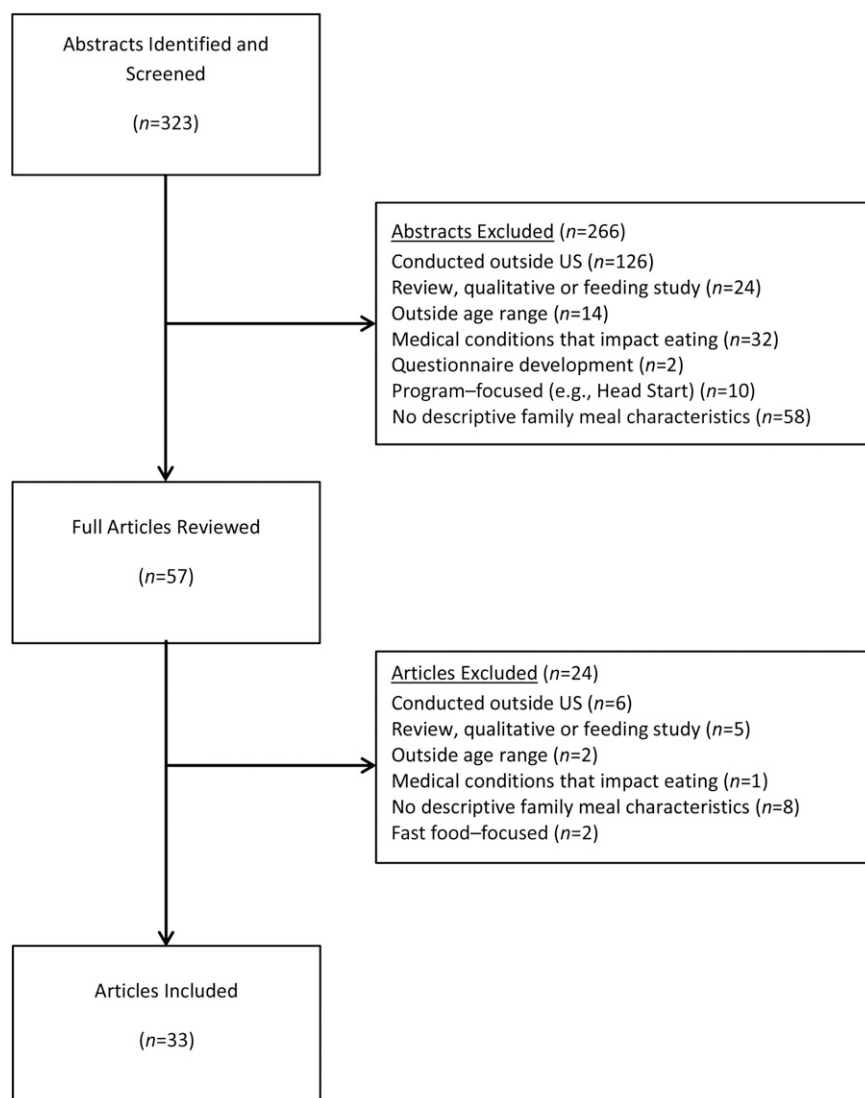 Abstracts Identified and
Screened
(n=323)
Abstracts Excluded (n=266)
Conducted outside US (n=126)
Review, qualitative or feeding study (n=24)
Outside age range (n=14)
Medical conditions that impact eating (n=32)
Questionnaire development (n=2)
Program–focused (e.g., Head Start) (n=10)
No descriptive family meal characteristics (n=58)
Full Articles Reviewed
(n=57)
Articles Excluded (n=24)
Conducted outside US (n=6)
Review, qualitative or feeding study (n=5)
Outside age range (n=2)
Medical conditions that impact eating (n=1)
No descriptive family meal characteristics (n=8)
Fast food–focused (n=2)
Articles Included
(n=33)